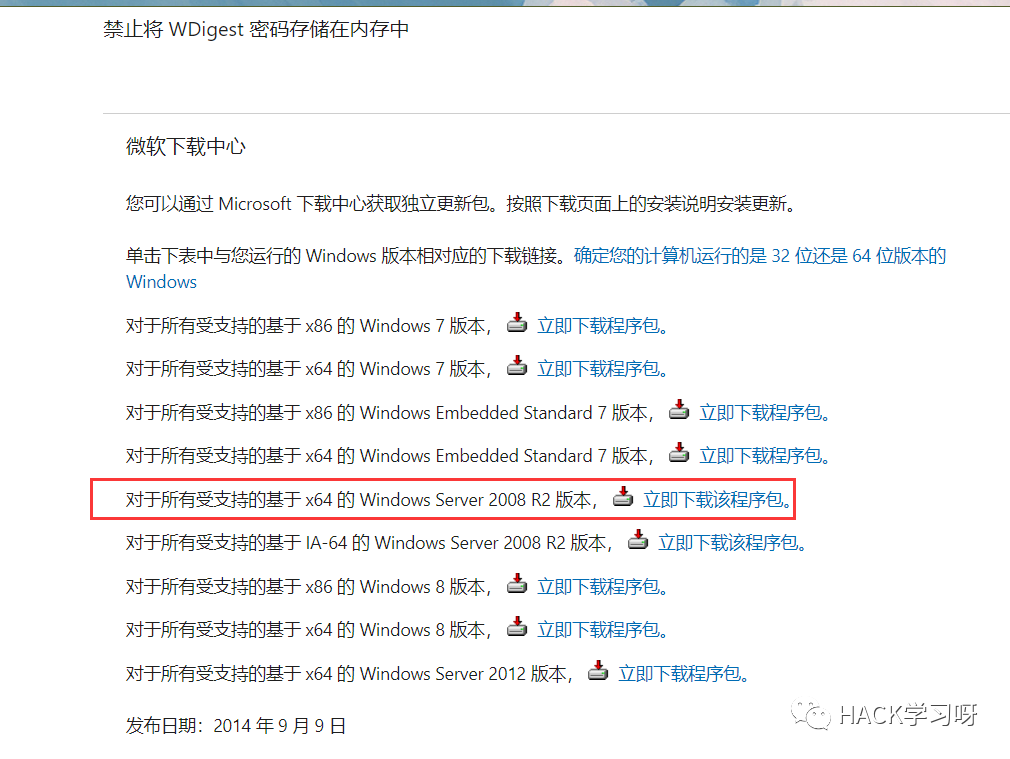 禁止将 WDigest 密码存储在内存中
微软下载中心
您可以通过 Microsoft 下载中心获取独立更新包。按照下载页面上的安装说明安装更新。
单击下表中与您运行的 Windows 版本相对应的下载链接。确定您的计算机运行的是 32 位还是 64 位版本的
Windows
对于所有受支持的基于 x86 的 Windows 7 版本， 立即下载程序包。
对于所有受支持的基于 x64 的 Windows 7 版本， 立即下载程序包。
对于所有受支持的基于 x86 的 Windows Embedded Standard 7 版本， 立即下载程序包。
对于所有受支持的基于 x64 的 Windows Embedded Standard 7 版本， 立即下载程序包。
对于所有受支持的基于 x64 的 Windows Server 2008 R2 版本， 立即下载该程序包。
对于所有受支持的基于 IA-64 的 Windows Server 2008 R2 版本， 立即下载该程序包。
对于所有受支持的基于 x86 的 Windows 8 版本， 立即下载程序包。
对于所有受支持的基于 x64 的 Windows 8 版本， 立即下载程序包。
对于所有受支持的基于 x64 的 Windows Server 2012 版本， 立即下载程序包。
发布日期：2014 年 9 月 9 日
HACK学习呀